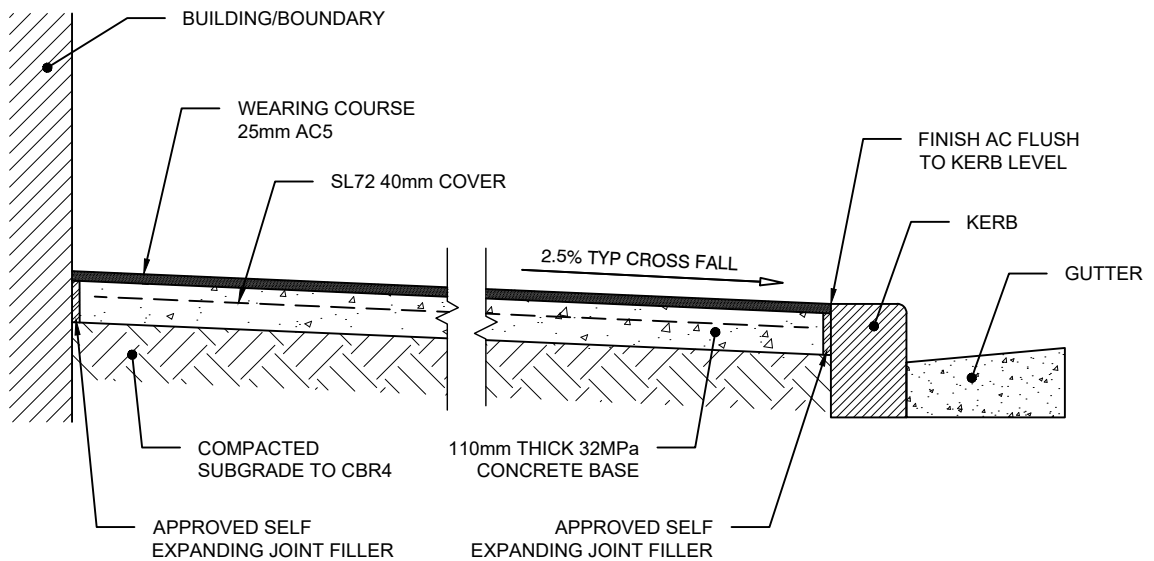 BUILDING/BOUNDARY
WEARING COURSE
25mm AC5
FINISH AC FLUSH
TO KERB LEVEL
SL72 40mm COVER
KERB
2.5% TYP CROSS FALL
GUTTER
COMPACTED
SUBGRADE TO CBR4
110mm THICK 32MPa
CONCRETE BASE
APPROVED SELF
EXPANDING JOINT FILLER
APPROVED SELF
EXPANDING JOINT FILLER